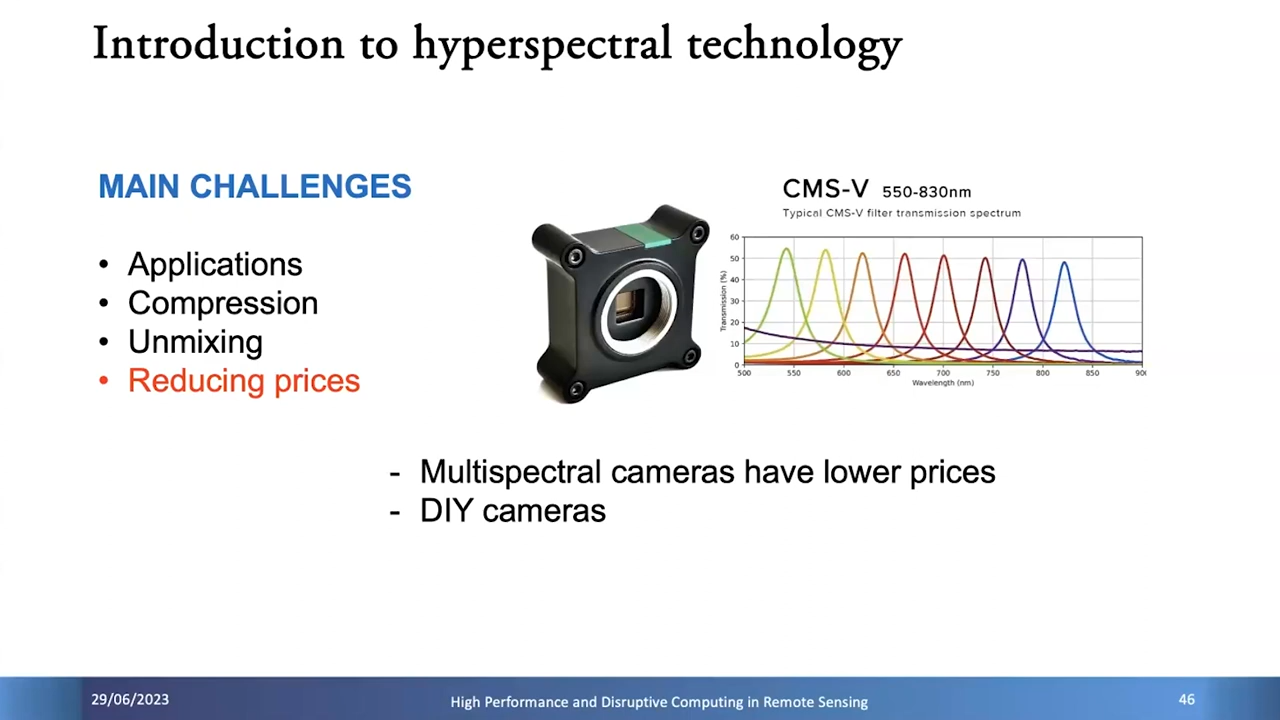 Introduction to hyperspectral technology
MAIN CHALLENGES
• Applications
• Compression
• Unmixing
• Reducing prices
CMS-V 550-830nm
Typical CMS-V filter transmission spectrum
Transmission (%)
60
50
40
30
20
10
0
500 550 600 650 700 750 800 850 90
Wavelength (nm)
- Multispectral cameras have lower prices
- DIY cameras
29/06/2023
High Performance and Disruptive Computing in Remote Sensing
46